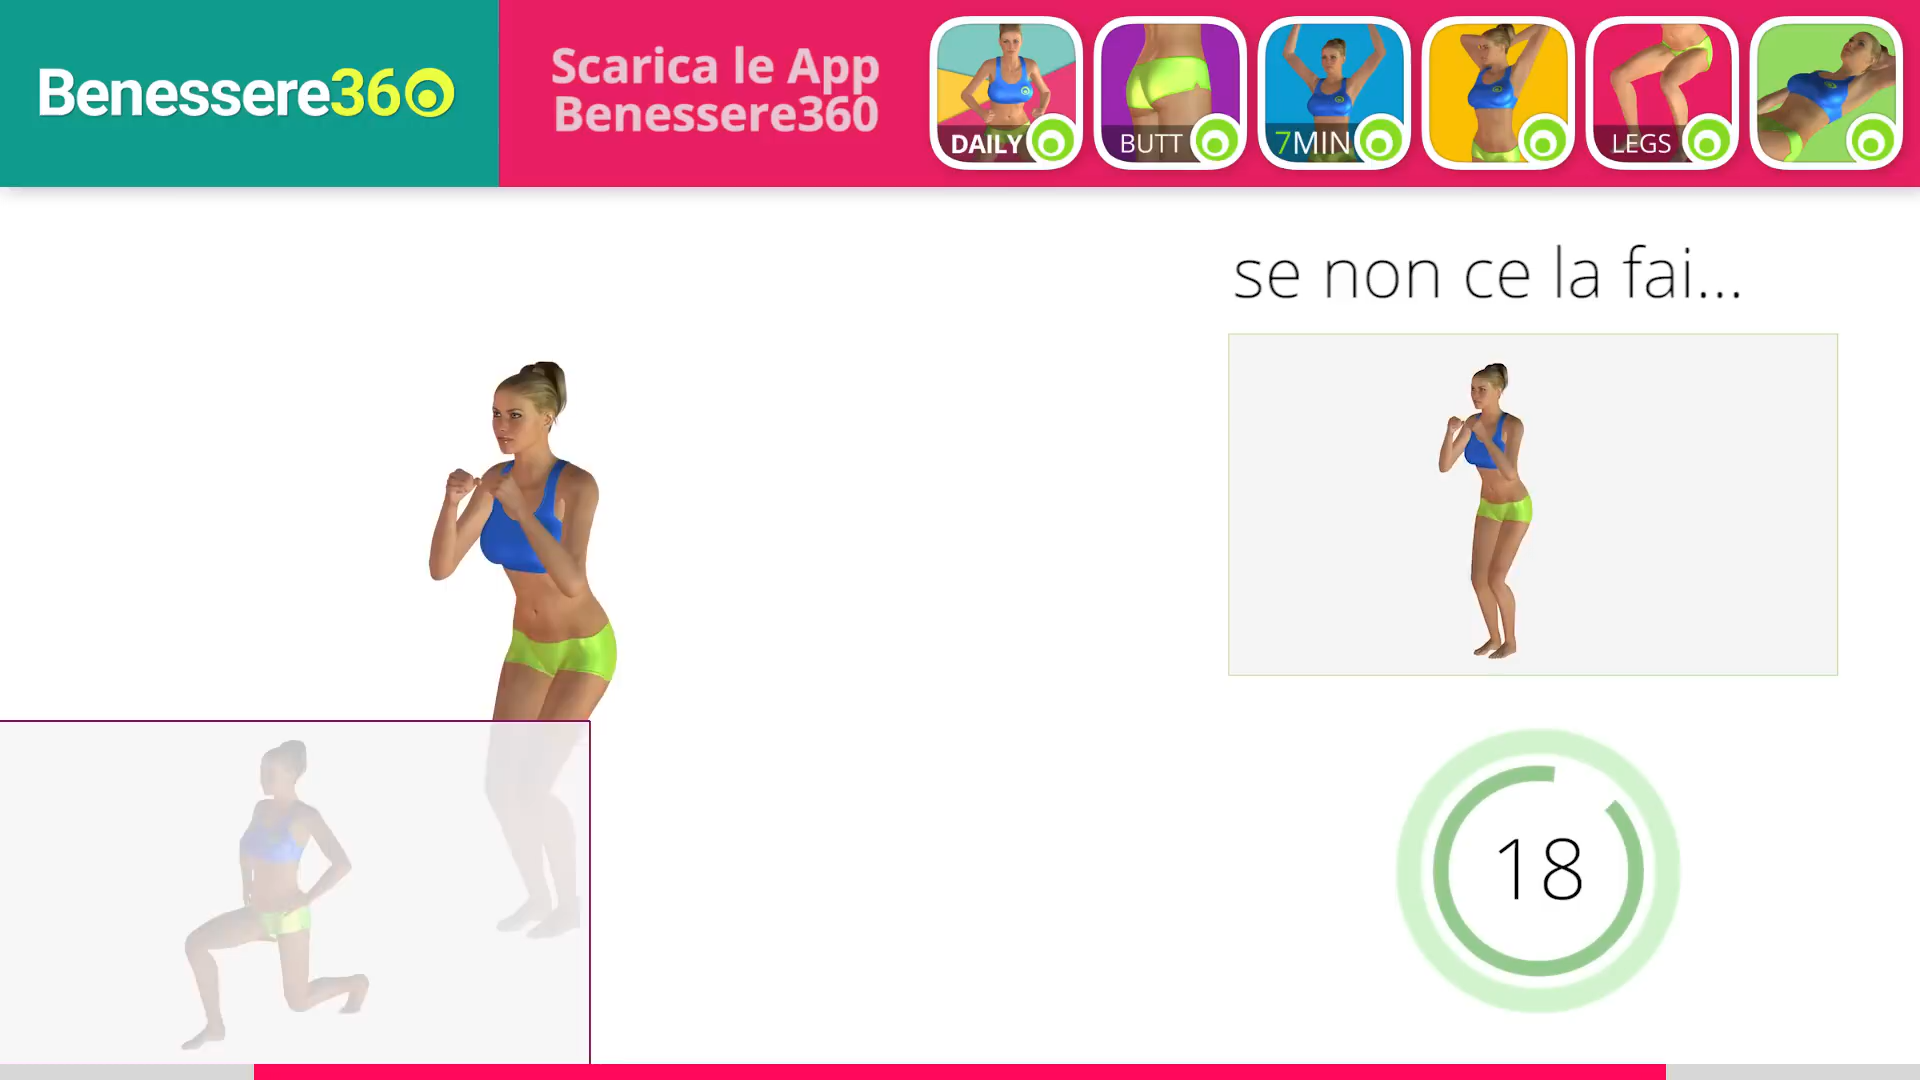 Benessere360
Scarica le App
Benessere360
DAILY
BUTT
7MIN
LEGS
se non ce la fai...
18